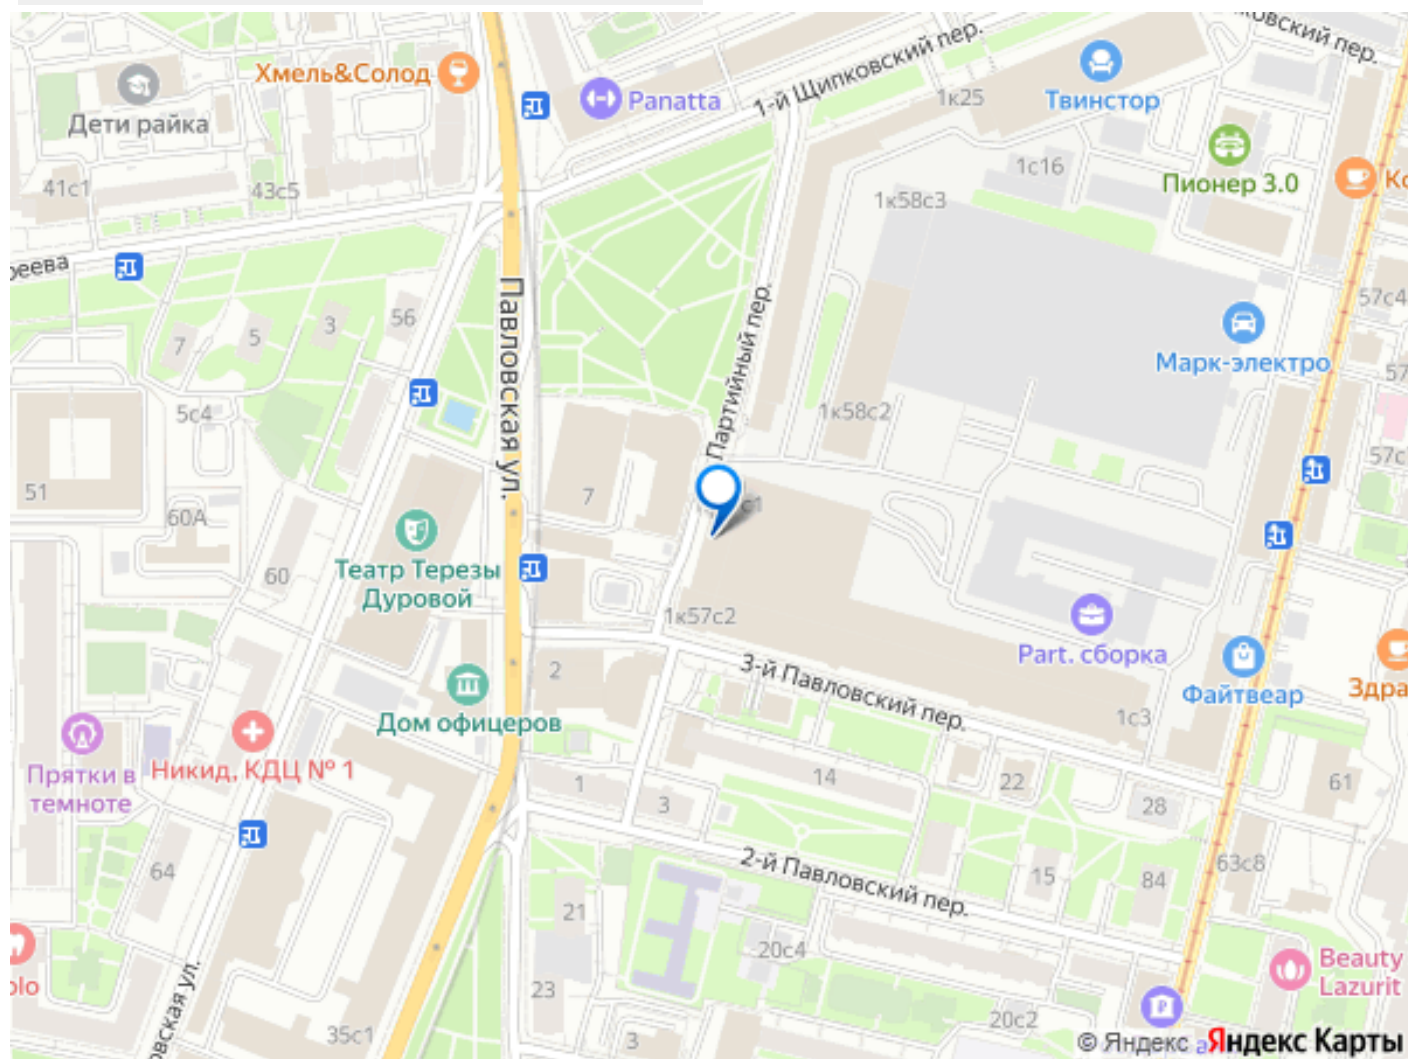 Хмель&Солод
Panatta
1-й Щипковский пер.
1к25
Твинстор
Дети райка
41с1
43с5
1с16
Пионер 3.0
1к58с3
57с4
56
3
5
7
5с4
Павловская ул.
Партийный пер.
Марк-электро
57
1к58с2
57с
51
60А
7
60
Театр Терезы
Дуровой
1к57с2
Part. сборка
2
3-й Павловский пер.
Файтвеар
Здра
Дом офицеров
1с3
Прятки в
темноте
Никид, КДЦ № 1
1
3
14
22
28
61
64
2-й Павловский пер.
15
84
63с8
21
20с4
23
Beauty
Lazurit
35с1
3
20с2
© Яндекс
Яндекс Карты